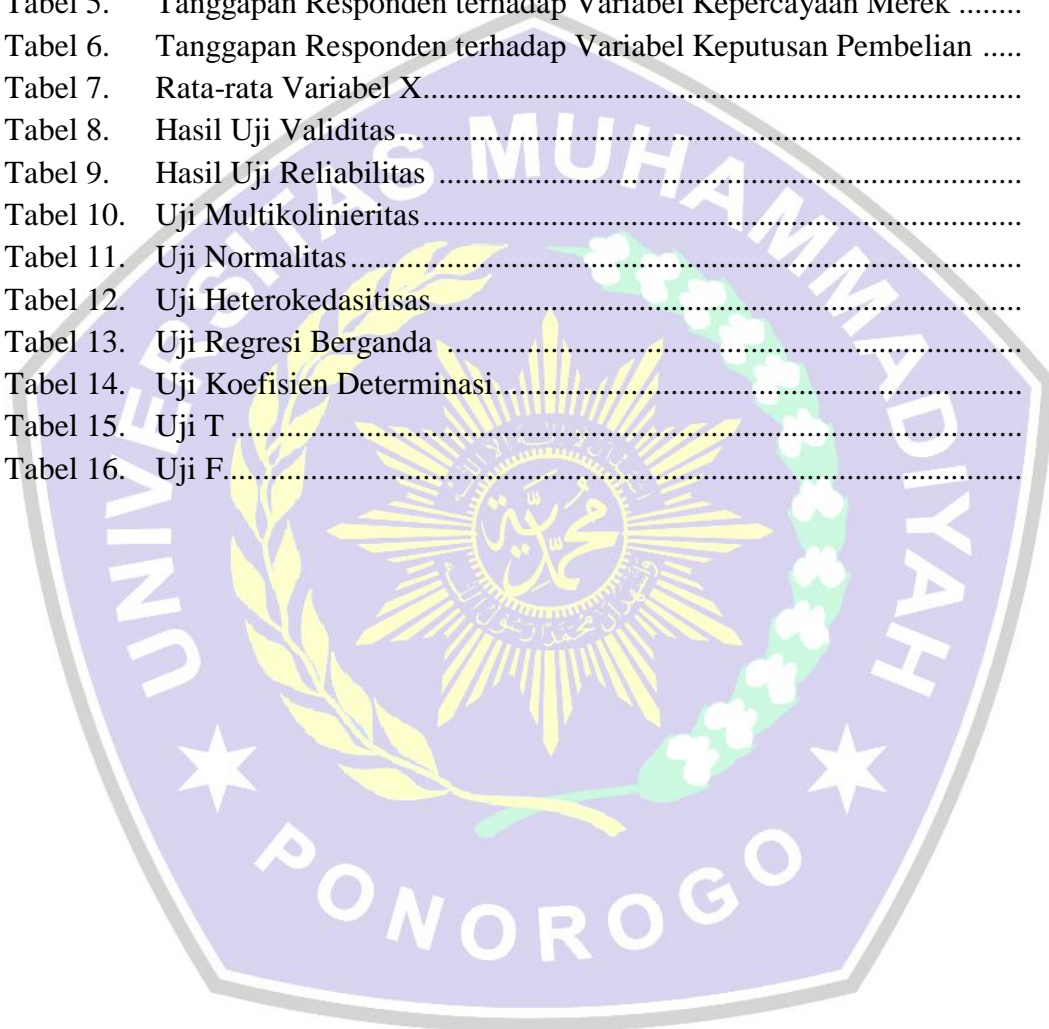 Tabel 5. Tanggapan Responden terhadap Variabel Kepercayaan Merek ........
Tabel 6. Tanggapan Responden terhadap Variabel Keputusan Pembelian .....
Tabel 7. Rata-rata Variabel X..........................................................................
Tabel 8. Hasil Uji Validitas.............................................................................
Tabel 9. Hasil Uji Reliabilitas ........................................................................
Tabel 10. Uji Multikolinieritas..........................................................................
Tabel 11. Uji Normalitas...................................................................................
Tabel 12. Uji Heterokedasitisas.........................................................................
Tabel 13. Uji Regresi Berganda .......................................................................
Tabel 14. Uji Koefisien Determinasi.................................................................
Tabel 15. Uji T ..................................................................................................
Tabel 16. Uji F...................................................................................................
UNIVERSITAS MUHAMMADIYAH
PONOROGO
محمدية